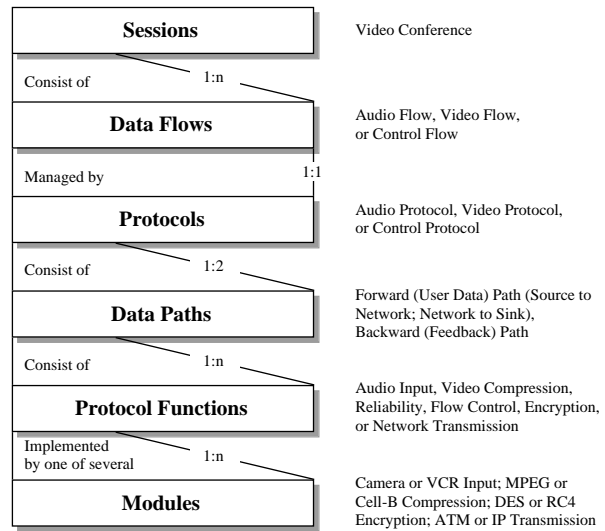 Sessions
Video Conference
Consist of
1:n
Data Flows
Audio Flow, Video Flow,
or Control Flow
Managed by
1:1
Protocols
Audio Protocol, Video Protocol,
or Control Protocol
Consist of
1:2
Data Paths
Forward (User Data) Path (Source to
Network; Network to Sink),
Backward (Feedback) Path
Consist of
1:n
Protocol Functions
Audio Input, Video Compression,
Reliability, Flow Control, Encryption,
or Network Transmission
Implemented
by one of several
1:n
Modules
Camera or VCR Input; MPEG or
Cell-B Compression; DES or RC4
Encryption; ATM or IP Transmission